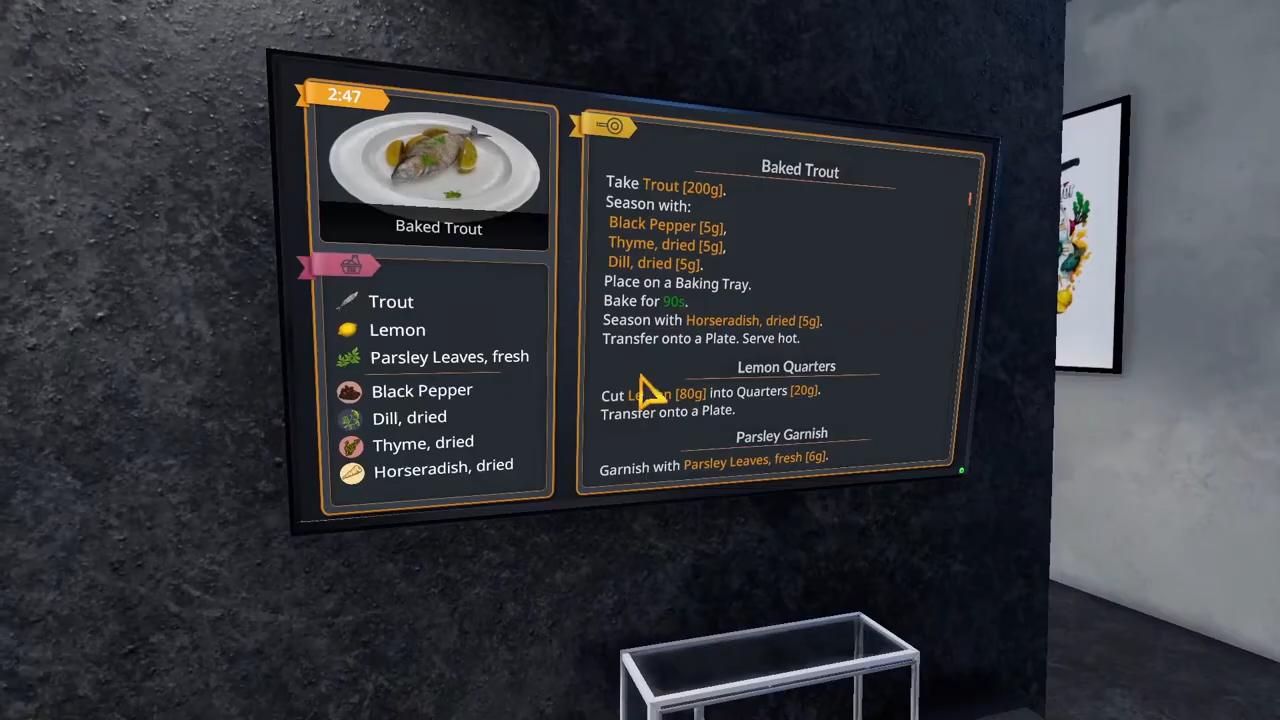 2:47
Baked Trout
Trout
Lemon
Parsley Leaves, fresh
Black Pepper
Dill, dried
Thyme, dried
Horseradish, dried
Baked Trout
Take Trout [200g].
Season with:
Black Pepper [5g],
Thyme, dried [5g],
Dill, dried [5g].
Place on a Baking Tray.
Bake for 90s.
Season with Horseradish, dried [5g].
Transfer onto a Plate. Serve hot.
Lemon Quarters
Cut Lemon [80g] into Quarters [20g].
Transfer onto a Plate.
Parsley Garnish
Garnish with Parsley Leaves, fresh [6g].